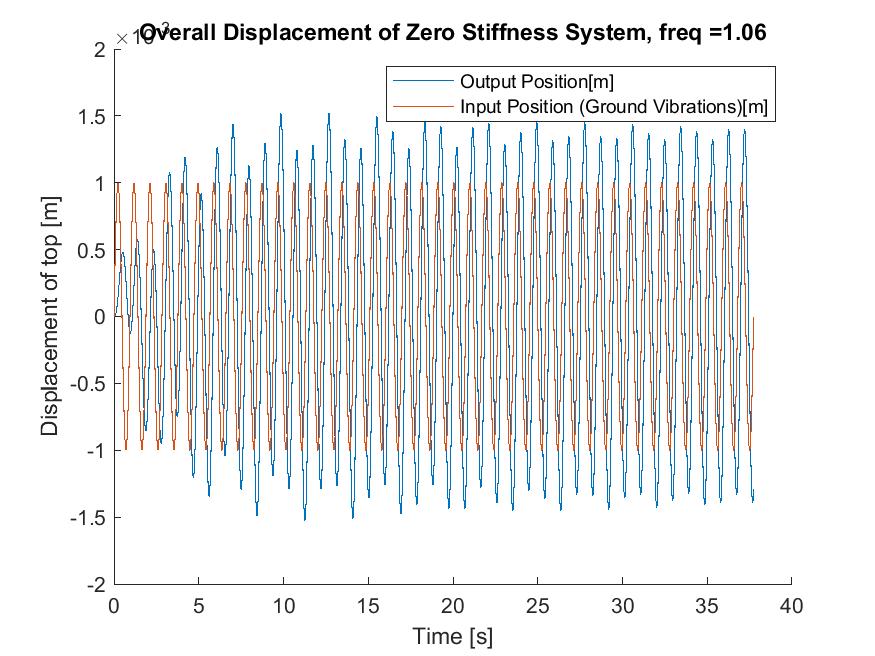 ×10⁻³
Overall Displacement of Zero Stiffness System, freq =1.06
Output Position[m]
Input Position (Ground Vibrations)[m]
Displacement of top [m]
2
1.5
1
0.5
0
-0.5
-1
-1.5
-2
0 5 10 15 20 25 30 35 40
Time [s]